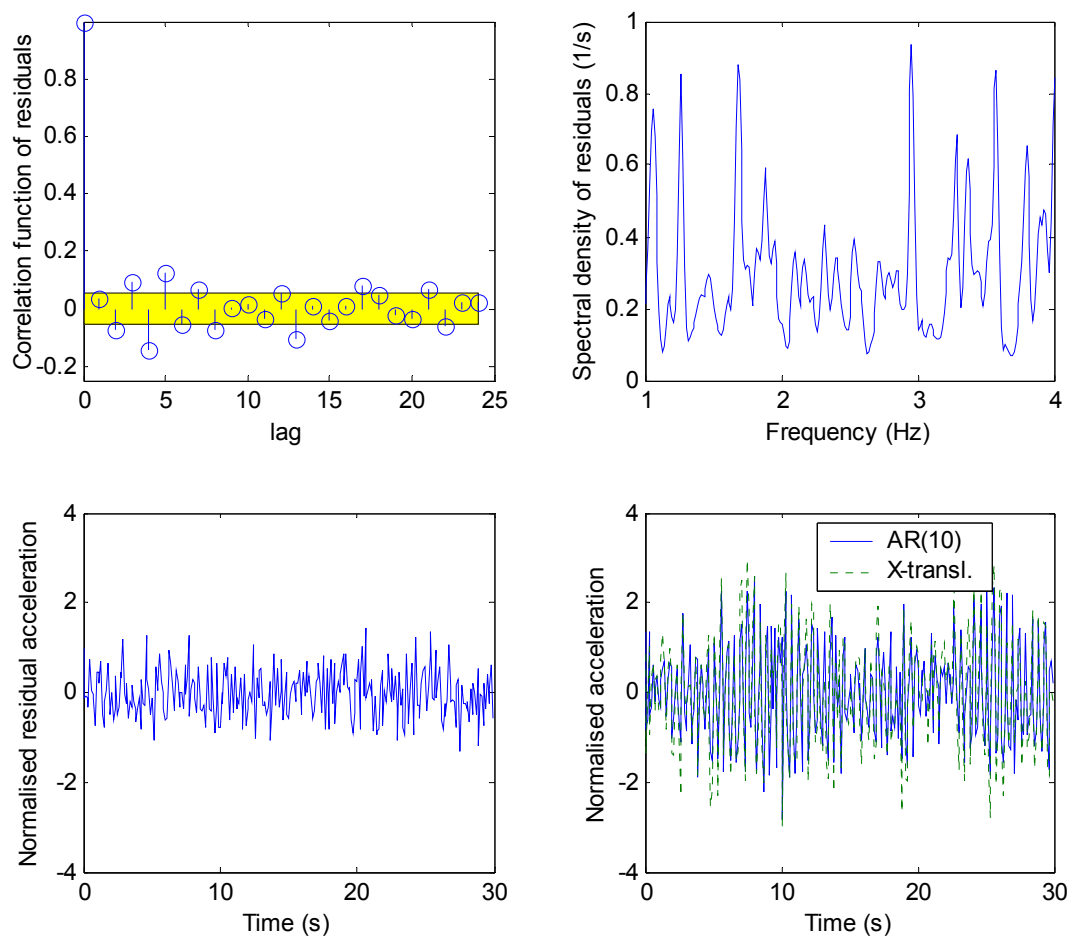 Correlation function of residuals
0.8
0.6
0.4
0.2
0
-0.2
0 5 10 15 20 25
lag
Spectral density of residuals (1/s)
1
0.8
0.6
0.4
0.2
0
1 2 3 4
Frequency (Hz)
Normalised residual acceleration
4
2
0
-2
-4
0 10 20 30
Time (s)
Normalised acceleration
4
2
0
-2
-4
AR(10)
X-transl.
0 10 20 30
Time (s)